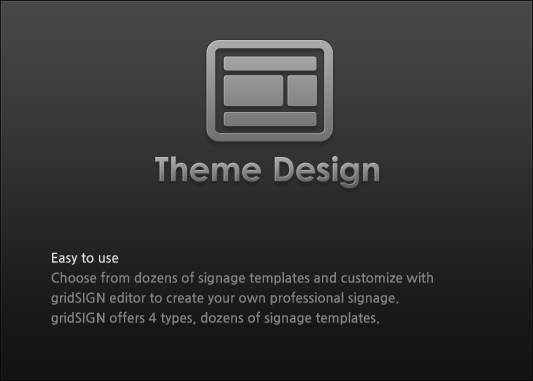 Theme Design
Easy to use
Choose from dozens of signage templates and customize with
gridSIGN editor to create your own professional signage.
gridSIGN offers 4 types, dozens of signage templates.